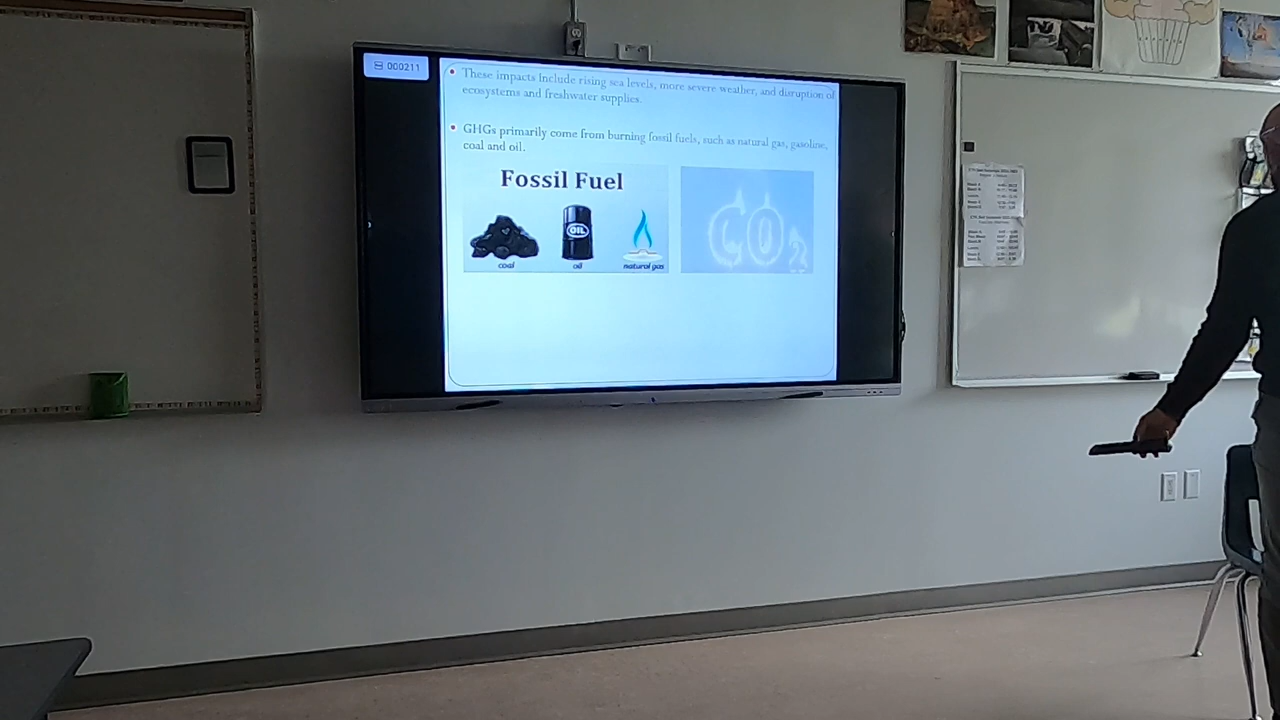 000211
These impacts include rising sea levels, more severe weather, and disruption of
ecosystems and freshwater supplies.
GHGs primarily come from burning fossil fuels, such as natural gas, gasoline,
coal and oil.
Fossil Fuel
CO₂
OIL
coal
oil
natural gas